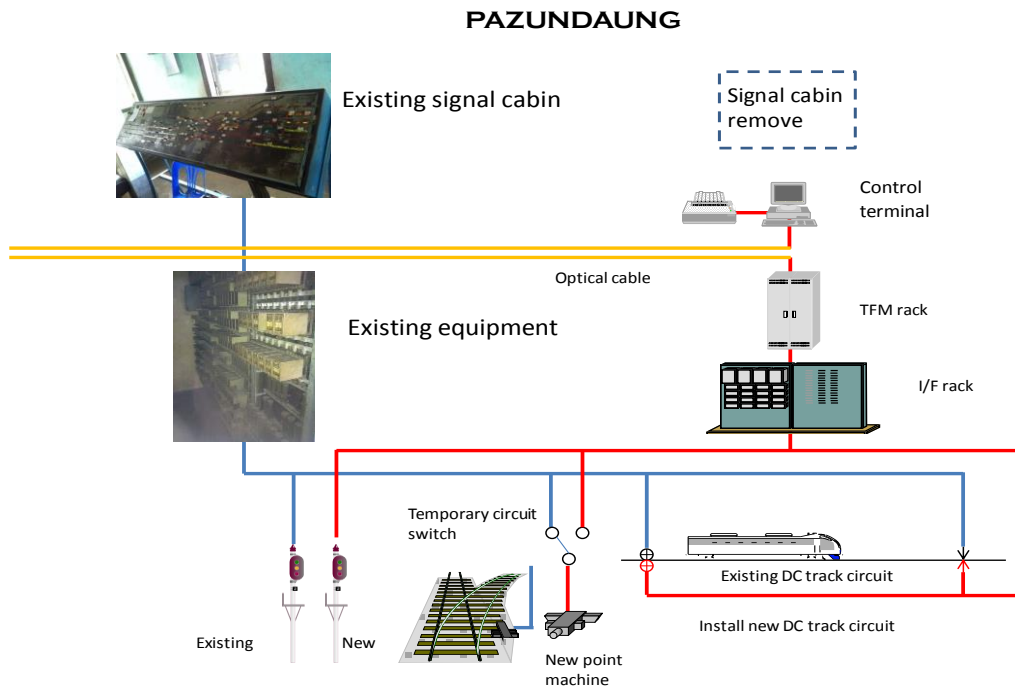 PAZUNDAUNG
Existing signal cabin
Signal cabin
remove
Control
terminal
Optical cable
TFM rack
Existing equipment
I/F rack
Temporary circuit
switch
Existing DC track circuit
Install new DC track circuit
Existing
New
New point
machine